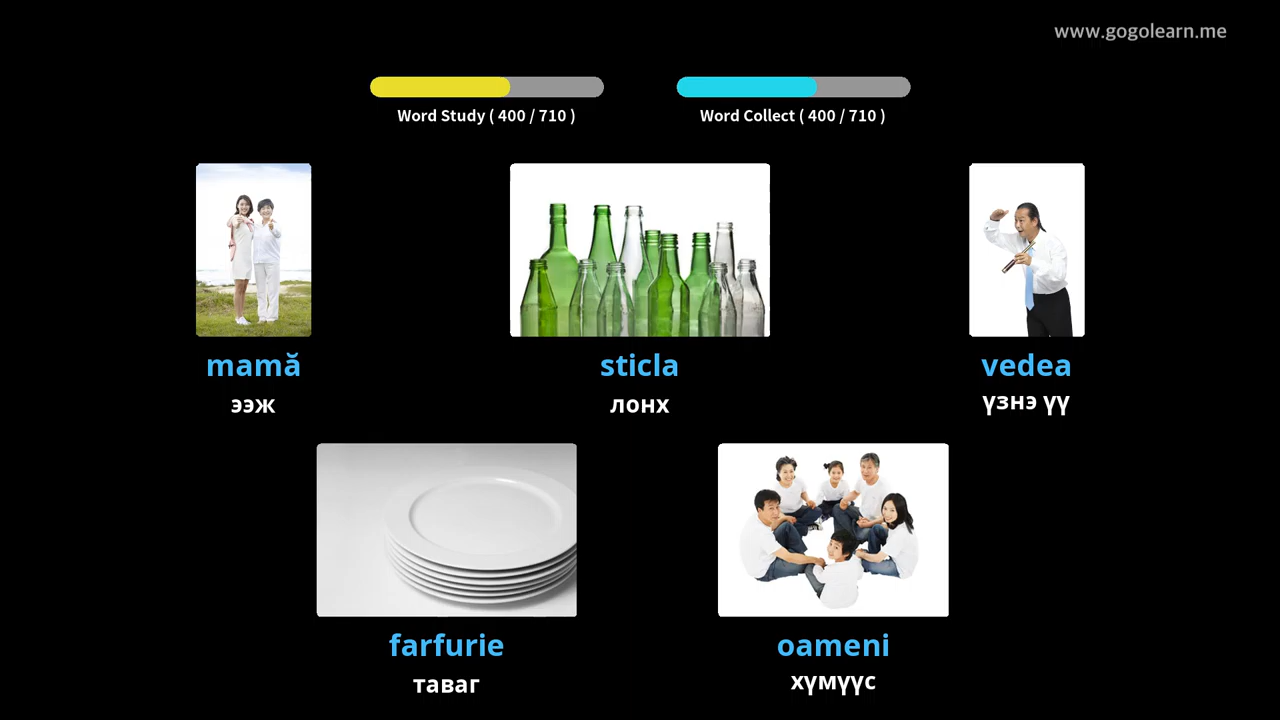 www.gogolearn.me
Word Study ( 400 / 710 )
Word Collect ( 400 / 710 )
mamă
sticla
vedea
ээж
лонх
үзнэ үү
farfurie
oameni
таваг
хүмүүс